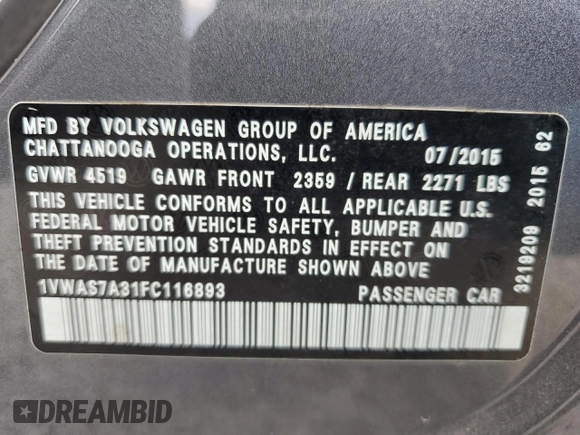 MFD BY VOLKSWAGEN GROUP OF AMERICA
CHATTANOOGA OPERATIONS, LLC. 07/2015
GVWR 4519 GAWR FRONT 2359 / REAR 2271 LBS
THIS VEHICLE CONFORMS TO ALL APPLICABLE U.S.
FEDERAL MOTOR VEHICLE SAFETY, BUMPER AND
THEFT PREVENTION STANDARDS IN EFFECT ON
THE DATE OF MANUFACTURE SHOWN ABOVE
1VWAS7A31FC116893 PASSENGER CAR
3219209 2015 62
DREAMBID